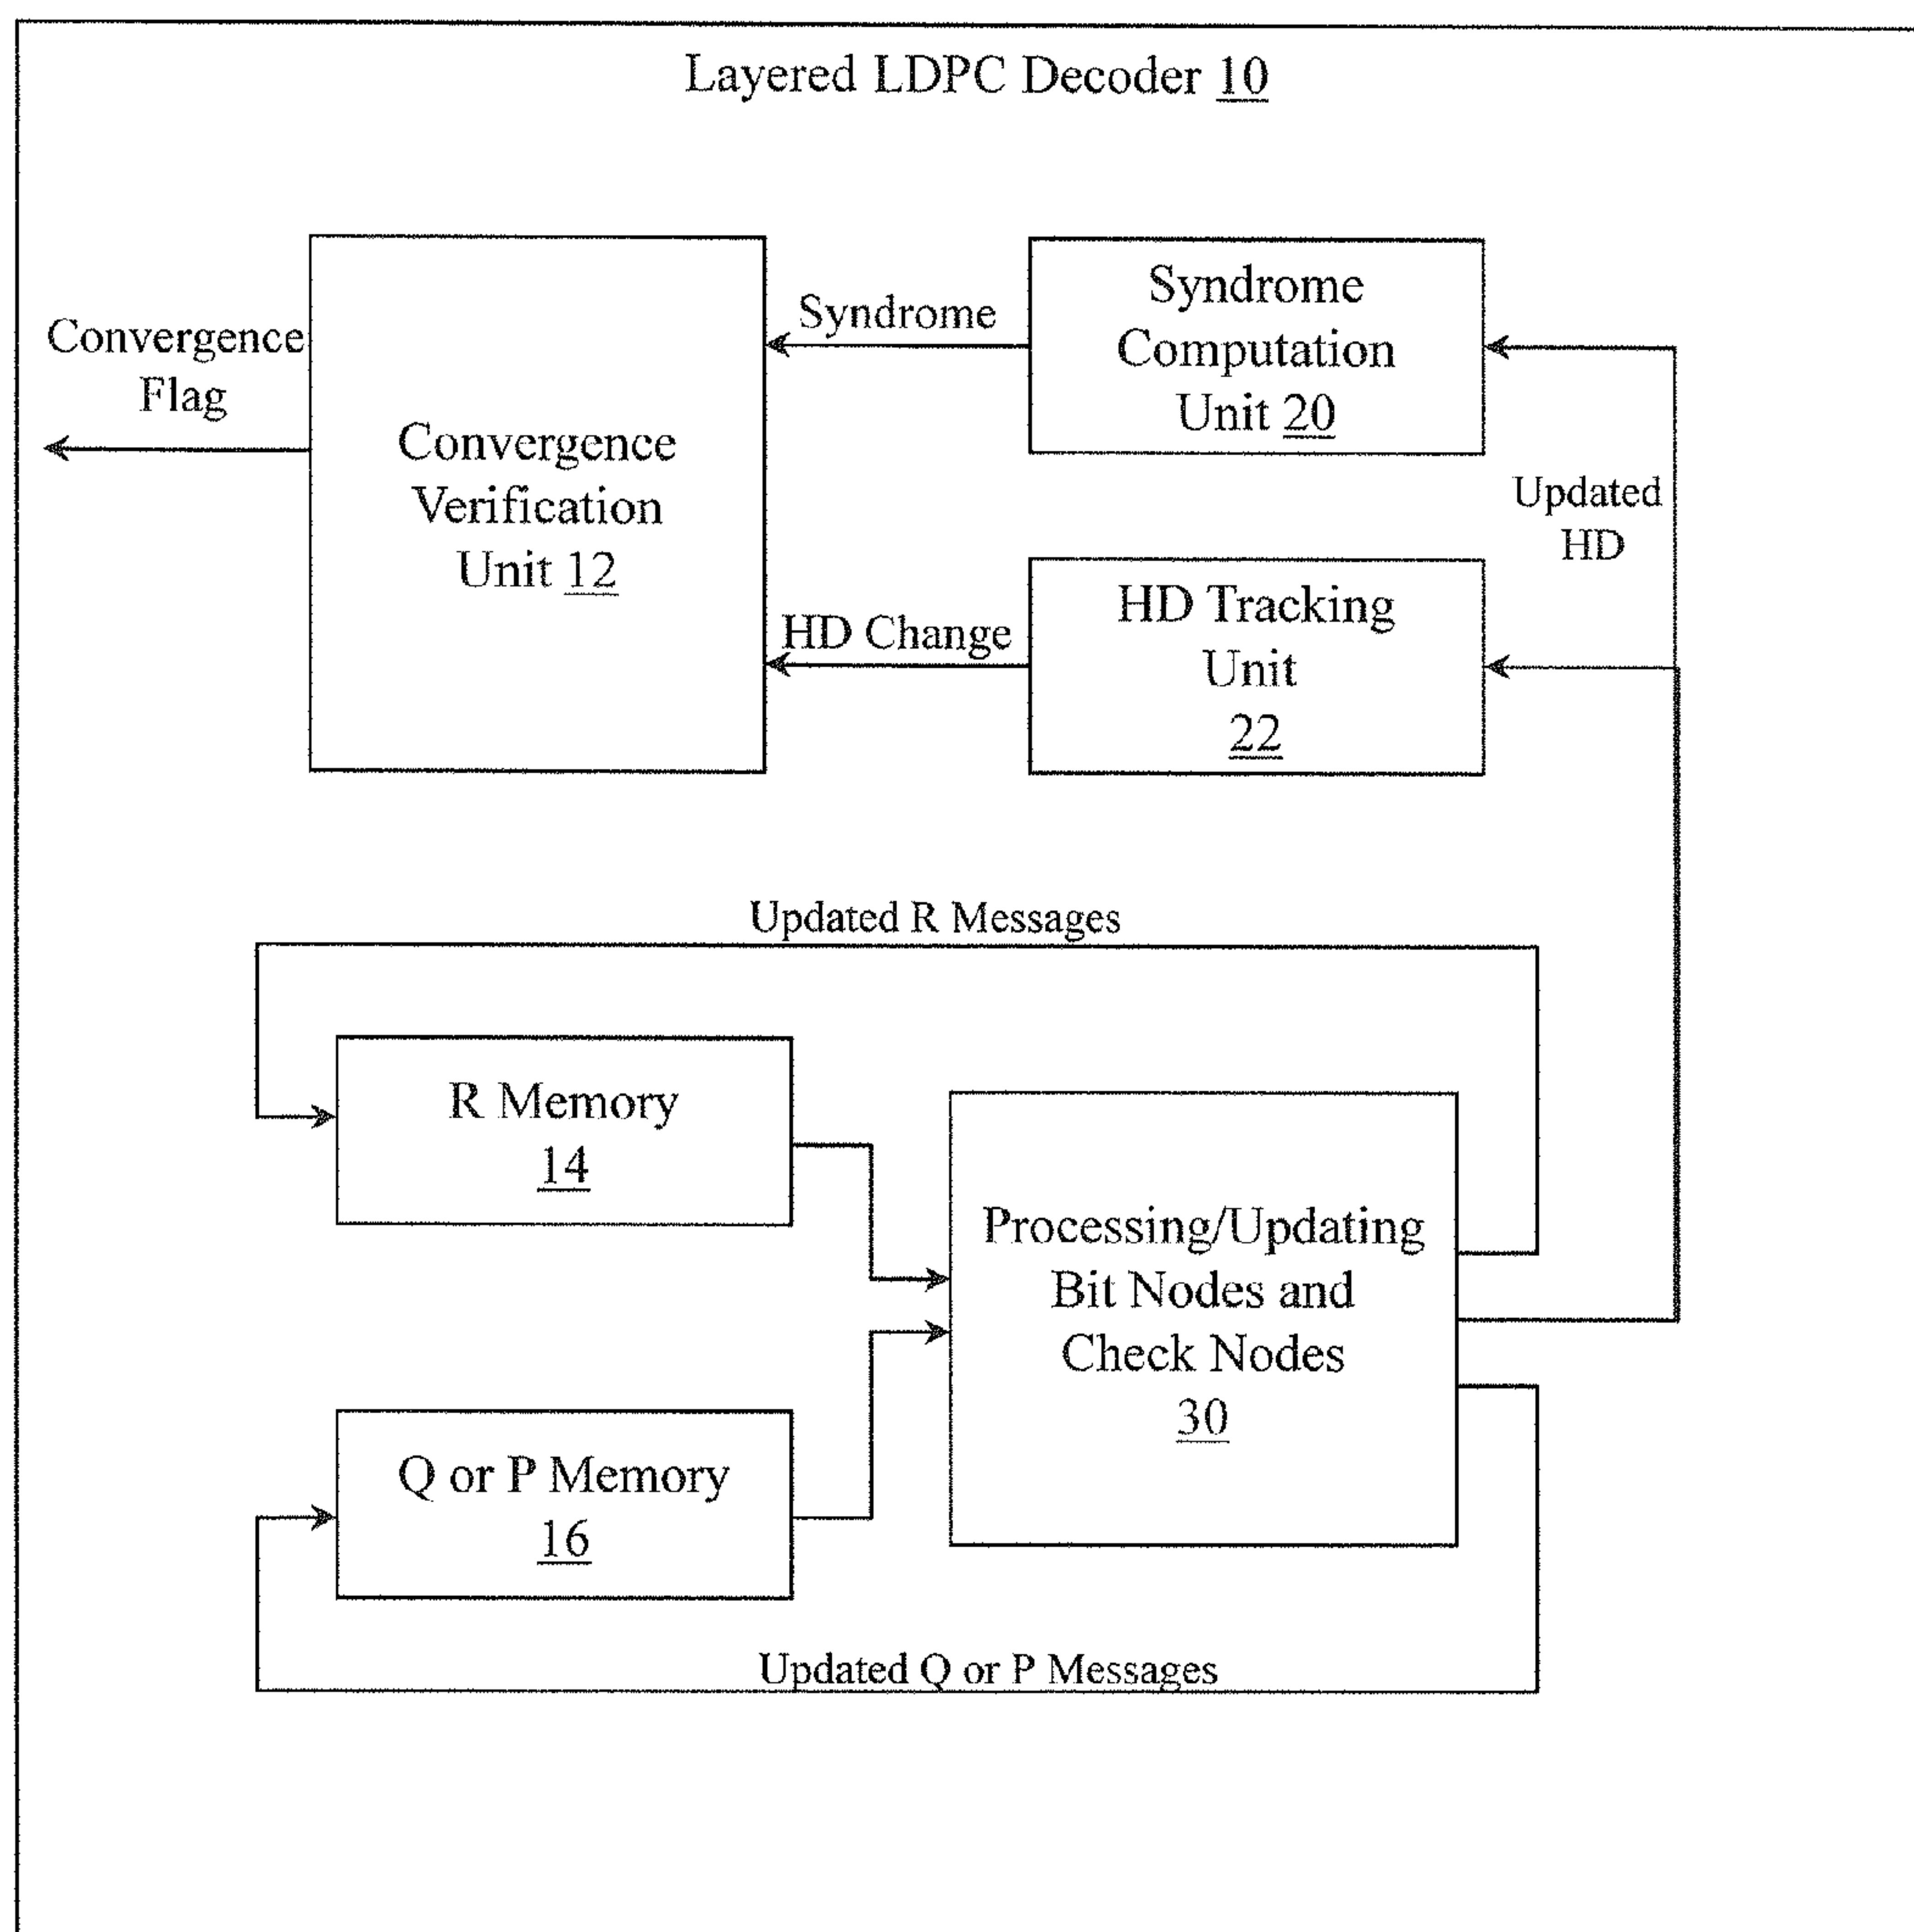 Layered LDPC Decoder 10
Convergence
Flag
Convergence
Verification
Unit 12
Syndrome
Syndrome
Computation
Unit 20
Updated
HD
HD Change
HD Tracking
Unit
22
Updated R Messages
R Memory
14
Processing/Updating
Bit Nodes and
Check Nodes
30
Q or P Memory
16
Updated Q or P Messages